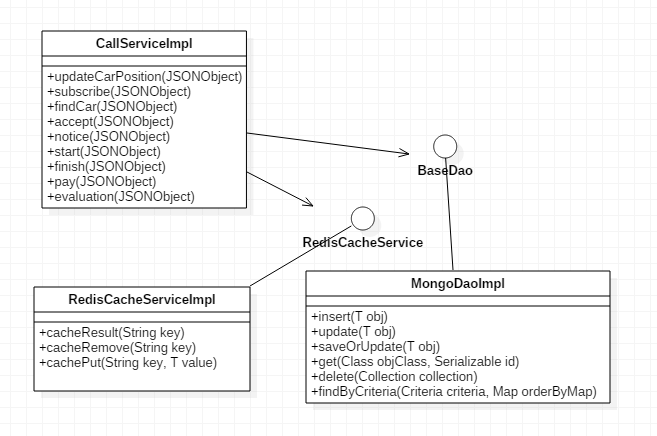 CallServiceImpl
+updateCarPosition(JSONObject)
+subscribe(JSONObject)
+findCar(JSONObject)
+accept(JSONObject)
+notice(JSONObject)
+start(JSONObject)
+finish(JSONObject)
+pay(JSONObject)
+evaluation(JSONObject)
BaseDao
RedisCacheService
RedisCacheServiceImpl
+cacheResult(String key)
+cacheRemove(String key)
+cachePut(String key, T value)
MongoDaoImpl
+insert(T obj)
+update(T obj)
+saveOrUpdate(T obj)
+get(Class objClass, Serializable id)
+delete(Collection collection)
+findByCriteria(Criteria criteria, Map orderByMap)